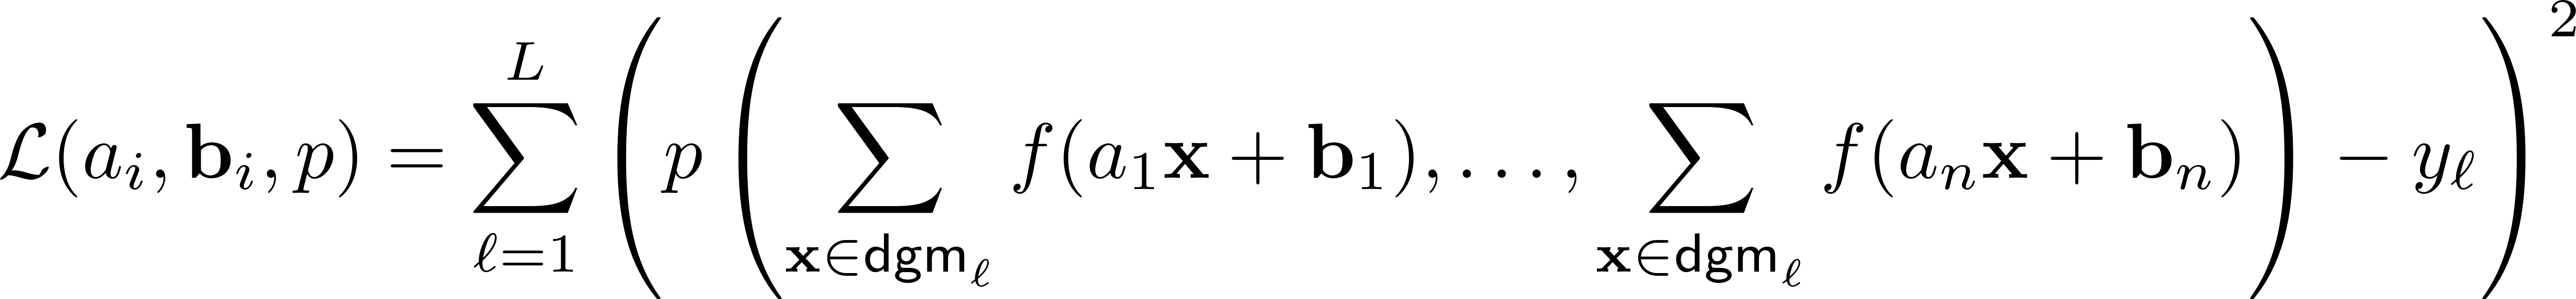 $\mathcal{L}(a_i, \mathbf{b}_i, p) = \sum_{\ell=1}^{L} \left( p \left( \sum_{\mathbf{x} \in \mathsf{dgm}_\ell} f(a_1 \mathbf{x} + \mathbf{b}_1), \ldots, \sum_{\mathbf{x} \in \mathsf{dgm}_\ell} f(a_n \mathbf{x} + \mathbf{b}_n) \right) - y_\ell \right)^2$